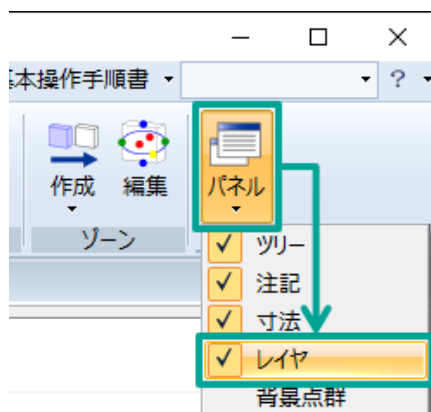 基本操作手順書
?
作成
編集
パネル
ゾーン
ツリー
注記
寸法
レイヤ
背景点群